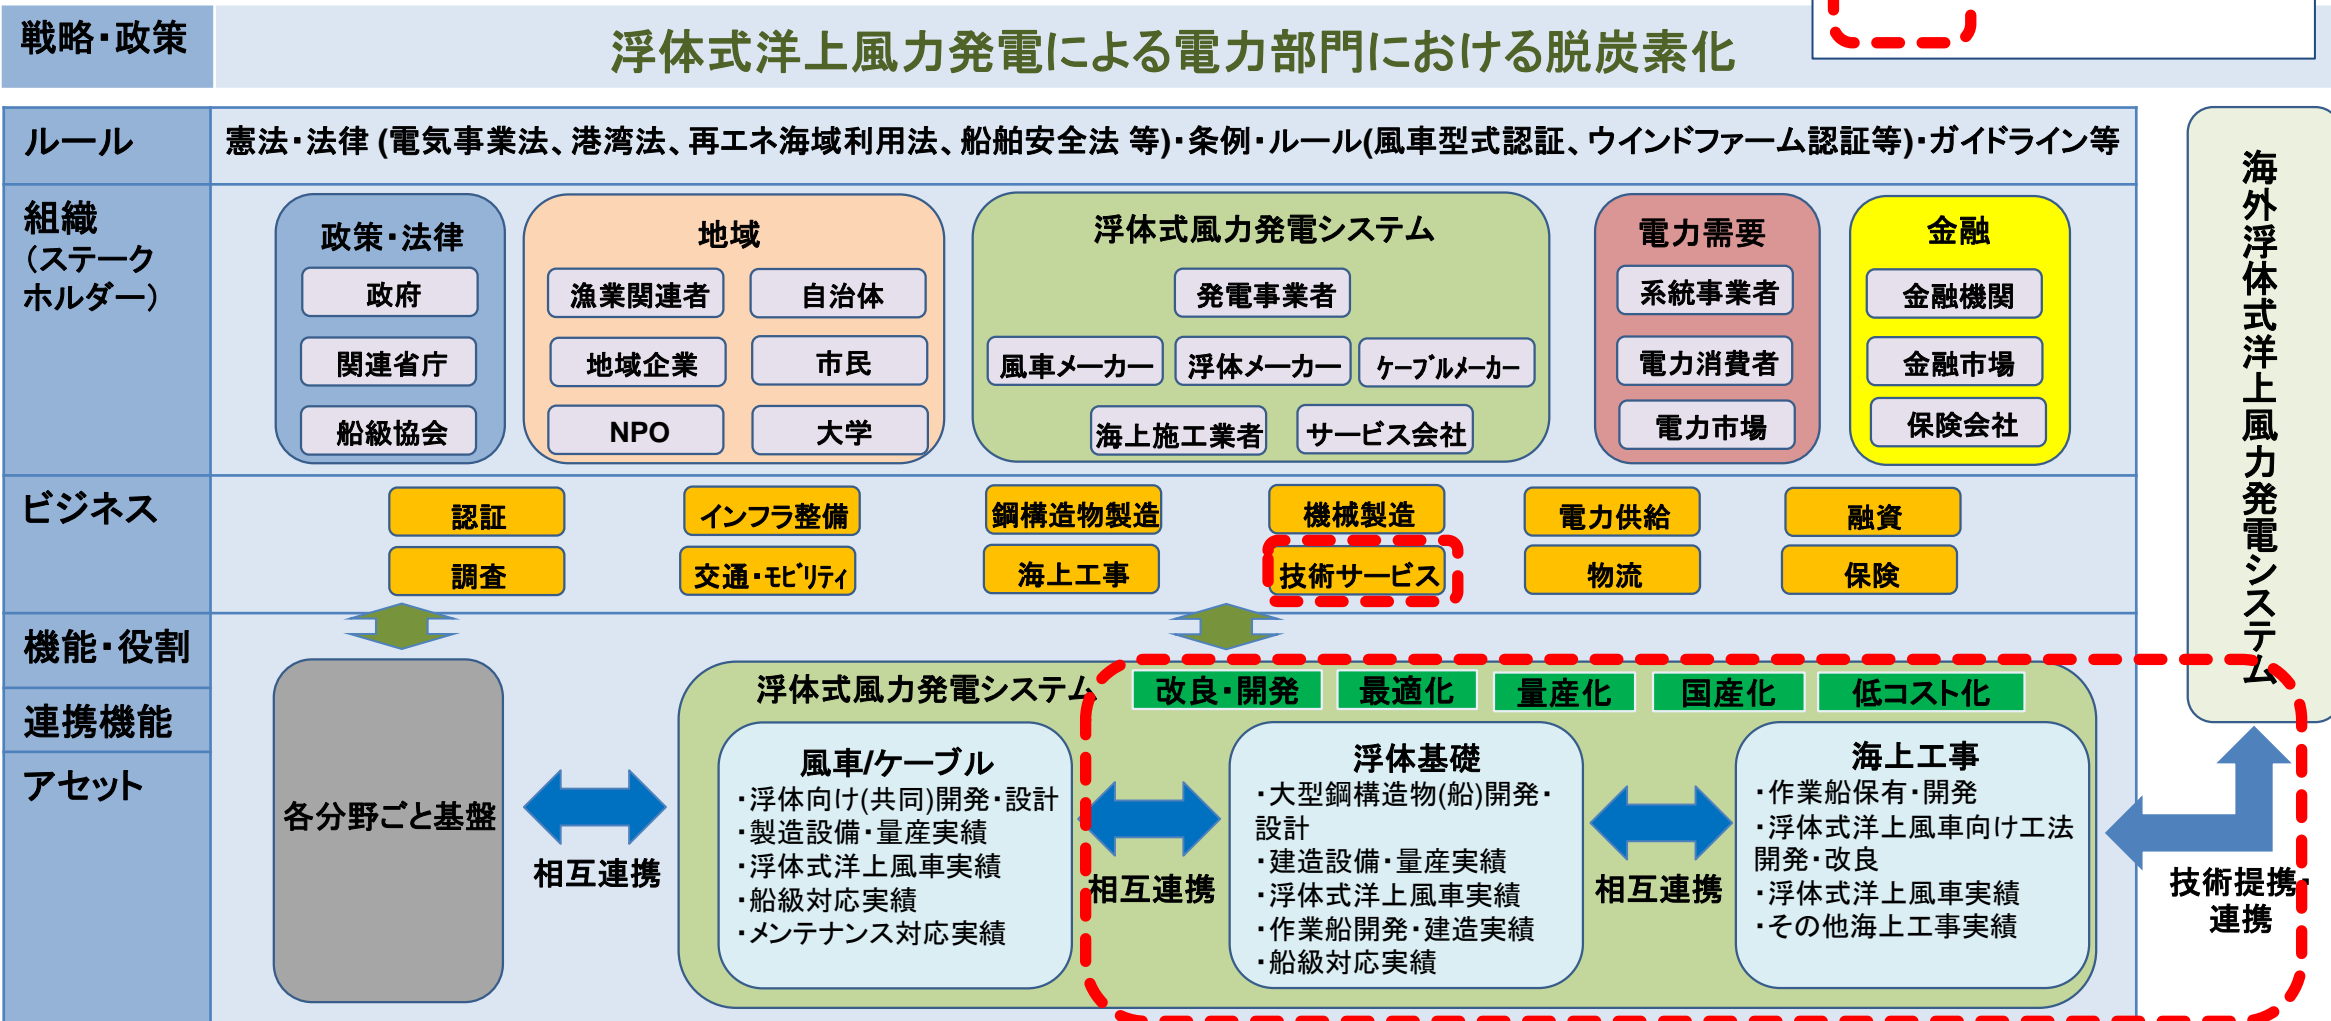 戦略・政策
浮体式洋上風力発電による電力部門における脱炭素化
ルール
憲法・法律 (電気事業法、港湾法、再エネ海域利用法、船舶安全法 等)・条例・ルール(風車型式認証、ウインドファーム認証等)・ガイドライン等
組織
(ステーク
ホルダー)
政策・法律
政府
関連省庁
船級協会
地域
漁業関連者
自治体
地域企業
市民
NPO
大学
浮体式風力発電システム
発電事業者
風車メーカー
浮体メーカー
ケーブルメーカー
海上施工業者
サービス会社
電力需要
系統事業者
電力消費者
電力市場
金融
金融機関
金融市場
保険会社
海外浮体式洋上風力発電システム
ビジネス
認証
インフラ整備
鋼構造物製造
機械製造
電力供給
融資
調査
交通・モビリティ
海上工事
技術サービス
物流
保険
機能・役割
連携機能
アセット
各分野ごと基盤
相互連携
浮体式風力発電システム
改良・開発
最適化
量産化
国産化
低コスト化
風車/ケーブル
・浮体向け(共同)開発・設計
・製造設備・量産実績
・浮体式洋上風車実績
・船級対応実績
・メンテナンス対応実績
相互連携
浮体基礎
・大型鋼構造物(船)開発・
設計
・建造設備・量産実績
・浮体式洋上風車実績
・作業船開発・建造実績
・船級対応実績
相互連携
海上工事
・作業船保有・開発
・浮体式洋上風車向け工法
開発・改良
・浮体式洋上風車実績
・その他海上工事実績
技術提携・
連携